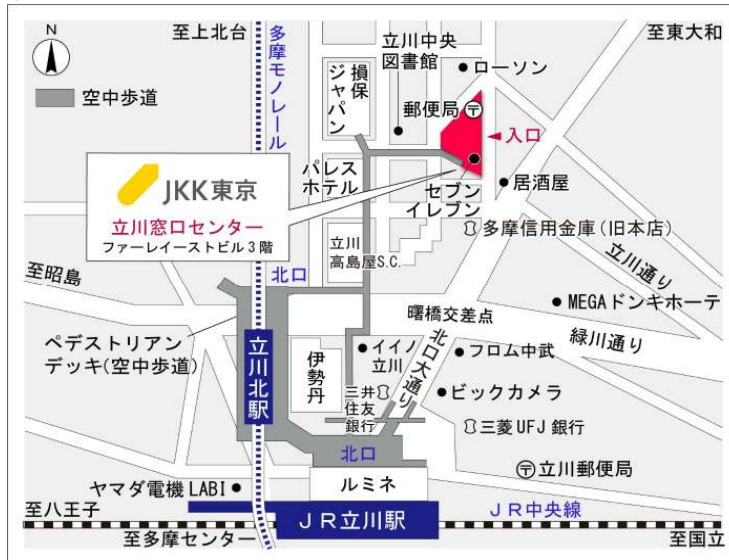 N
至上北台
至東大和
空中歩道
多摩モノレール
損保
ジャパン
立川中央
図書館
ローソン
郵便局
入口
JKK東京
立川窓口センター
ファーレイーストビル3階
パレス
ホテル
セブン
イレブン
居酒屋
多摩信用金庫(旧本店)
立川
高島屋S.C.
立川通り
至昭島
北口
MEGAドンキホーテ
曙橋交差点
緑川通り
ペデストリアン
デッキ(空中歩道)
立川北駅
伊勢丹
イイノ
立川
北口大通り
フロム中武
三井
住友
銀行
ビックカメラ
三菱UFJ銀行
北口
立川郵便局
ヤマダ電機LABI
ルミネ
至八王子
JR立川駅
JR中央線
至多摩センター
至国立